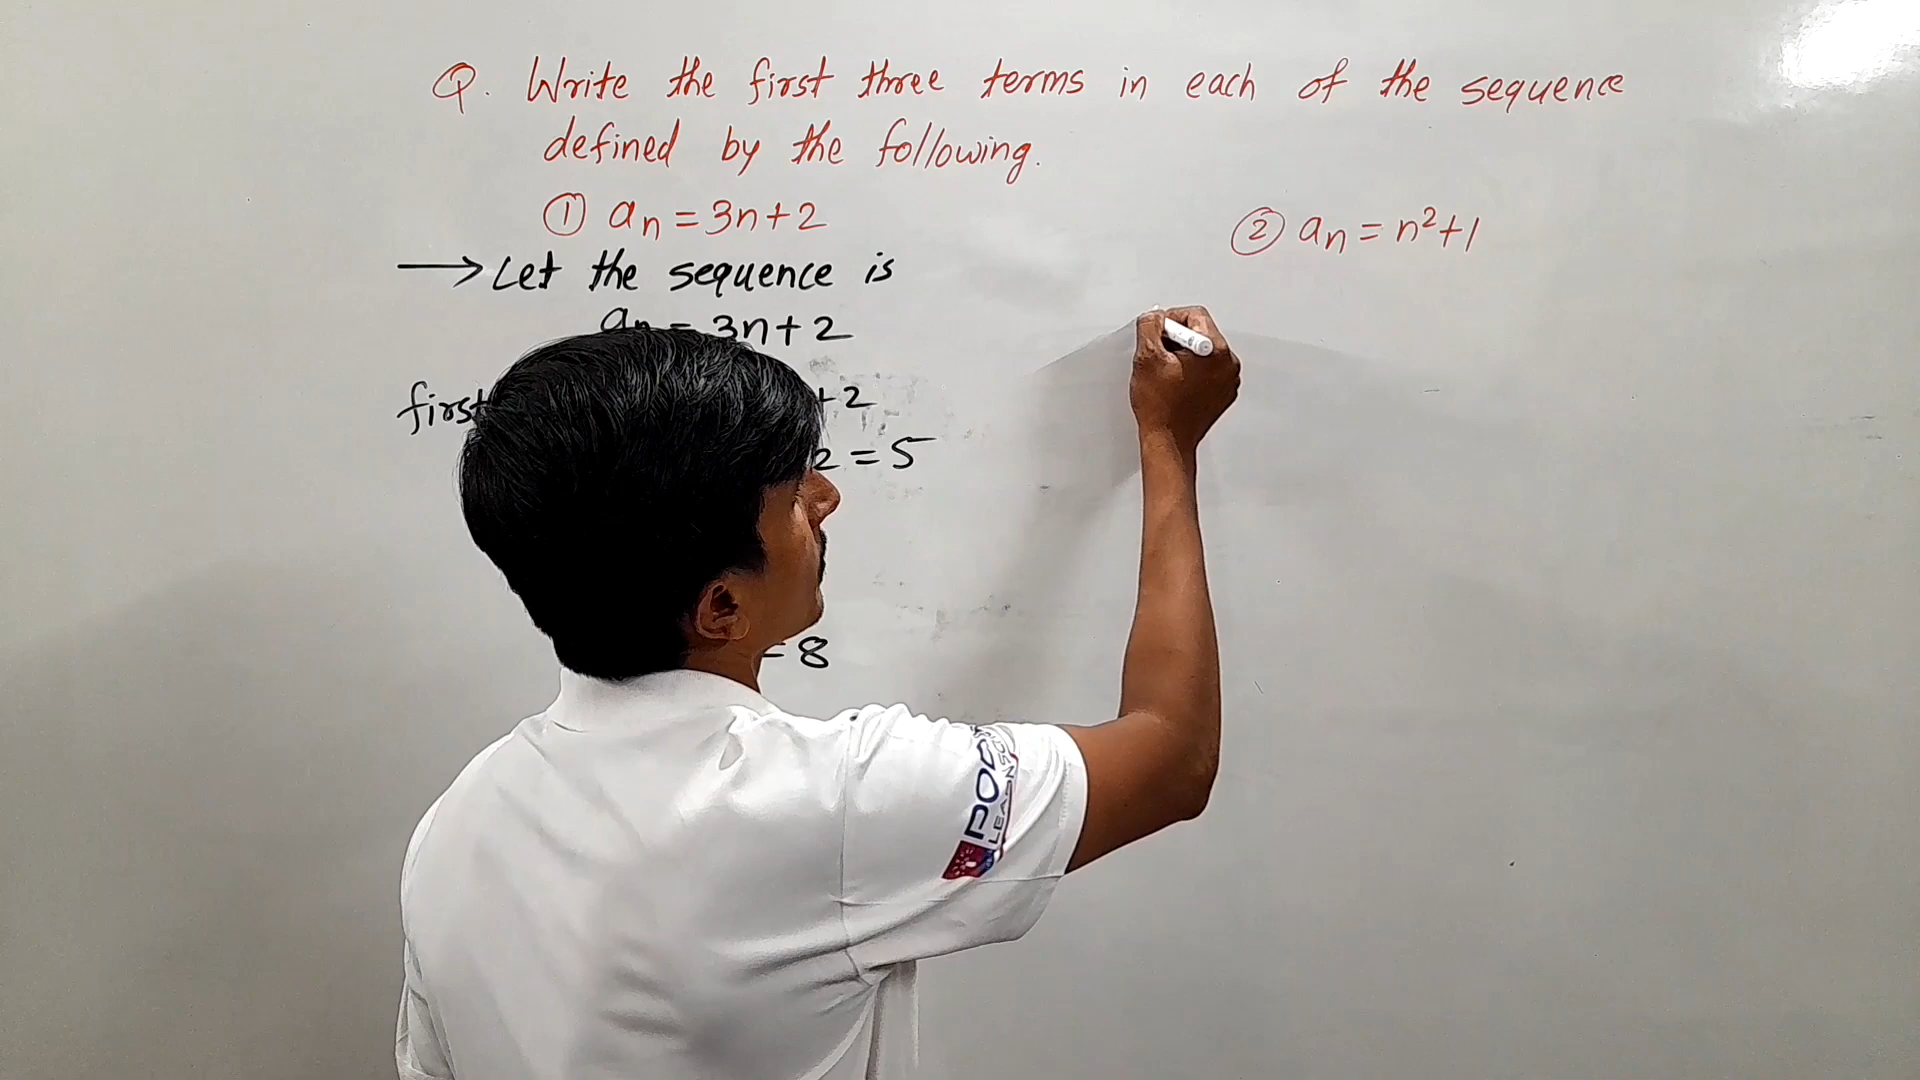 Q. Write the first three terms in each of the sequence
defined by the following.
① an = 3n+2
② an = n²+1
→ Let the sequence is
an = 3n+2
first +2
2 = 5
= 8